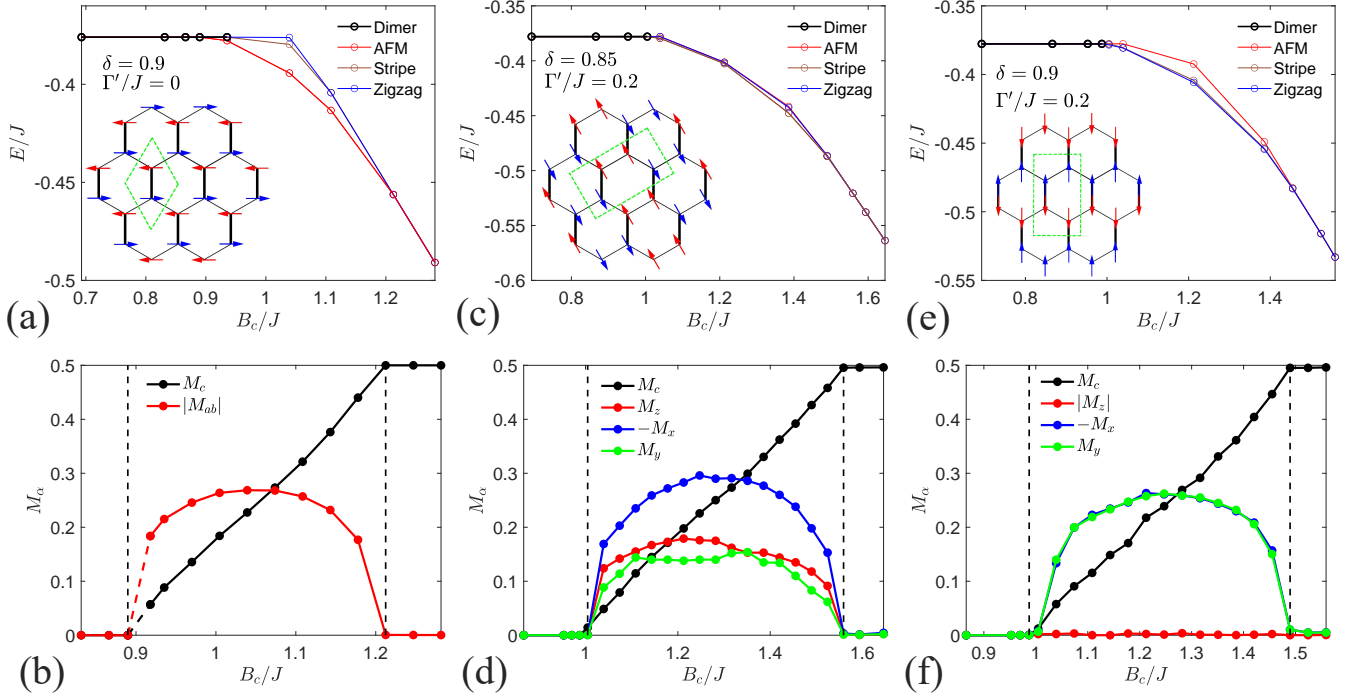 -0.4
-0.45
-0.5
E/J
0.7 0.8 0.9 1 1.1 1.2
B_c/J
Dimer
AFM
Stripe
Zigzag
δ = 0.9
Γ′/J = 0
(a)
-0.3
-0.4
-0.5
-0.55
-0.6
E/J
0.8 1 1.2 1.4 1.6
B_c/J
Dimer
AFM
Stripe
Zigzag
δ = 0.85
Γ′/J = 0.2
(c)
-0.35
-0.4
-0.45
-0.5
-0.55
E/J
0.8 1 1.2 1.4
B_c/J
Dimer
AFM
Stripe
Zigzag
δ = 0.9
Γ′/J = 0.2
(e)
0.5
0.4
0.3
0.2
0.1
0
M_α
0.9 1 1.1 1.2
B_c/J
M_c
|M_ab|
(b)
0.5
0.4
0.3
0.2
0.1
0
M_α
1 1.2 1.4 1.6
B_c/J
M_c
M_z
−M_x
M_y
(d)
0.5
0.4
0.3
0.2
0.1
0
M_α
0.9 1 1.1 1.2 1.3 1.4 1.5
B_c/J
M_c
|M_z|
−M_x
M_y
(f)